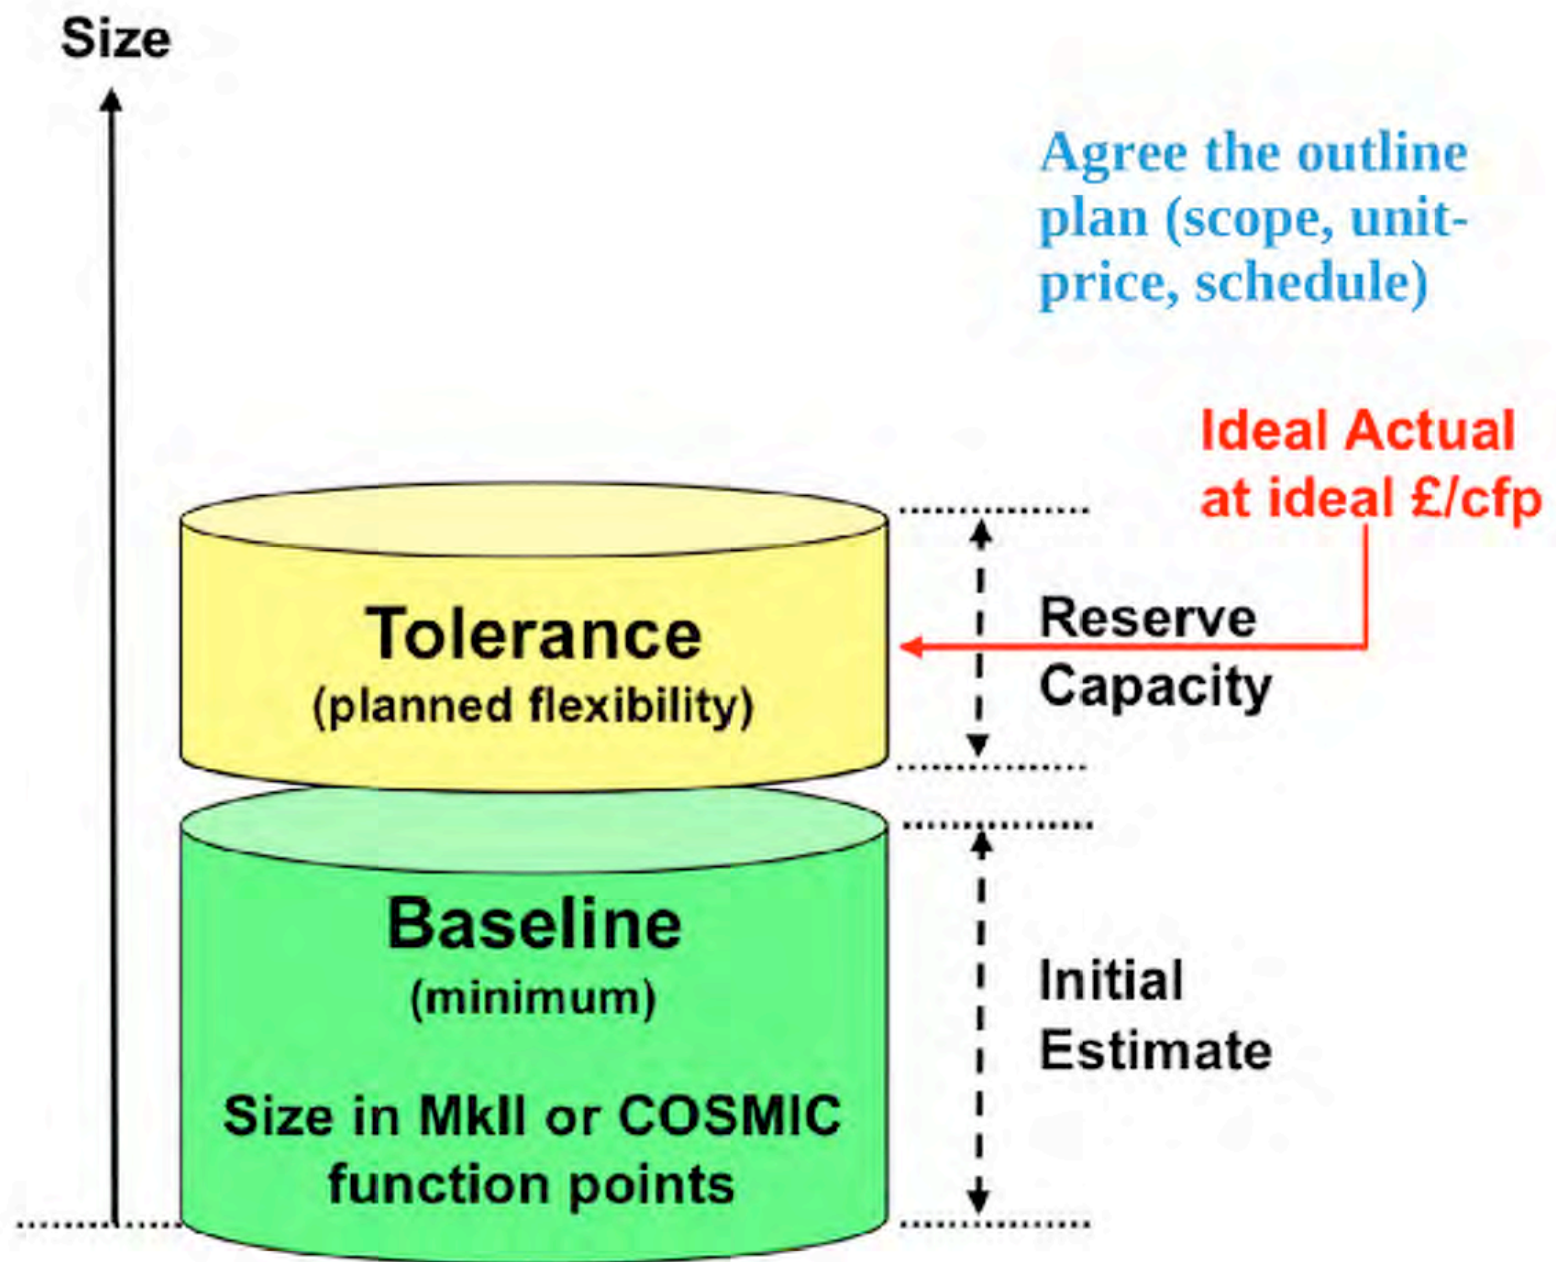 Size
Agree the outline
plan (scope, unit-
price, schedule)
Ideal Actual
at ideal £/cfp
Tolerance
(planned flexibility)
Reserve
Capacity
Baseline
(minimum)
Size in MkII or COSMIC
function points
Initial
Estimate